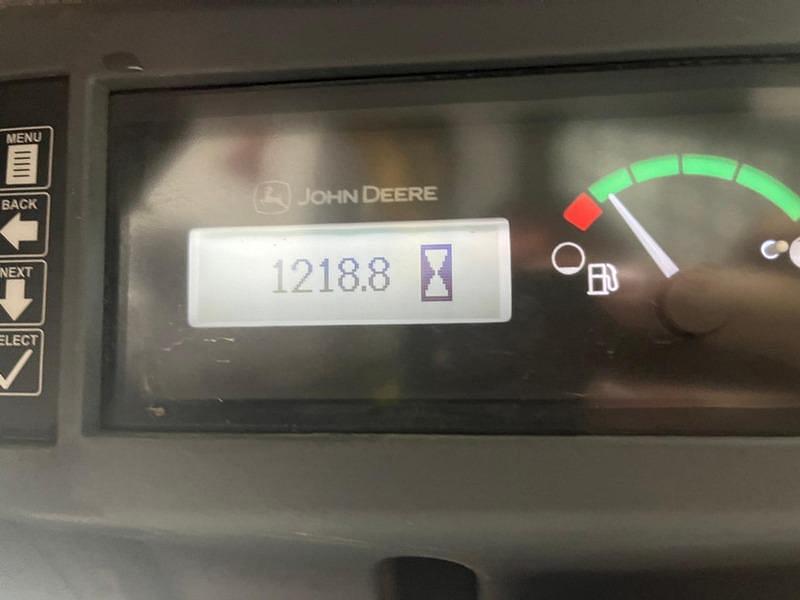 MENU
BACK
NEXT
ELECT
JOHN DEERE
1218.8